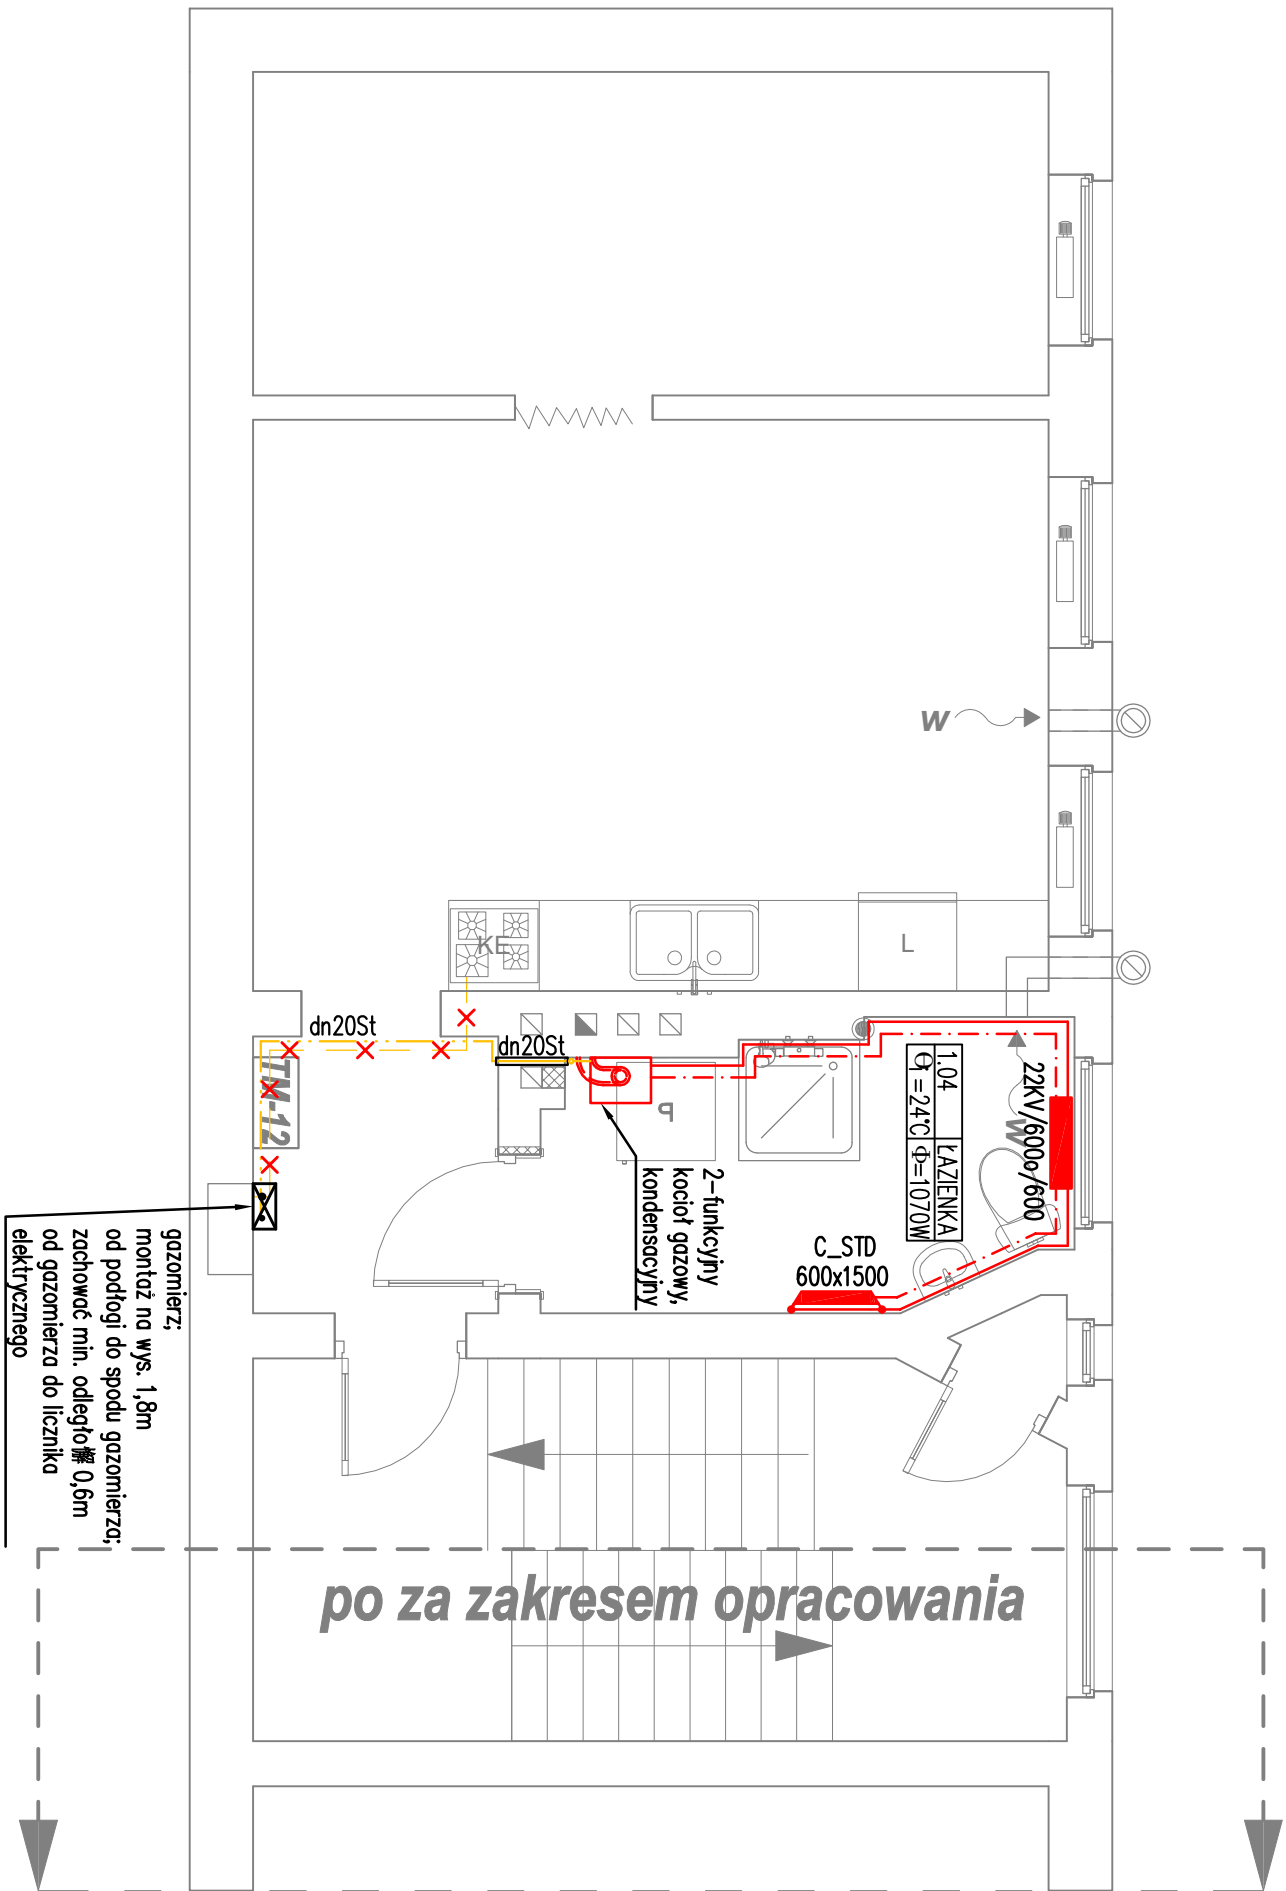 W
KE
L
dn20St
dn20St
TM-12
P
1.04 ŁAZIENKA
Θi=24°C Φ=1070W
22KV/600o/600
W
C_STD
600x1500
2-funkcyjny
kocioł gazowy,
kondensacyjny
gazomierz;
montaż na wys. 1,8m
od podłogi do spodu gazomierza;
zachować min. odległo 0,6m
od gazomierza do licznika
elektrycznego
po za zakresem opracowania